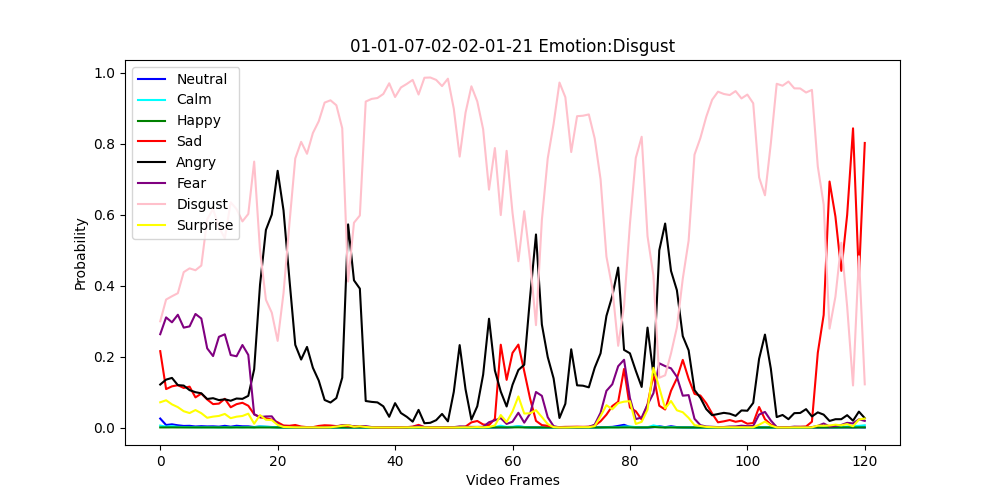 01-01-07-02-02-01-21 Emotion:Disgust
1.0
0.8
0.6
0.4
0.2
0.0
Probability
Neutral
Calm
Happy
Sad
Angry
Fear
Disgust
Surprise
0 20 40 60 80 100 120
Video Frames